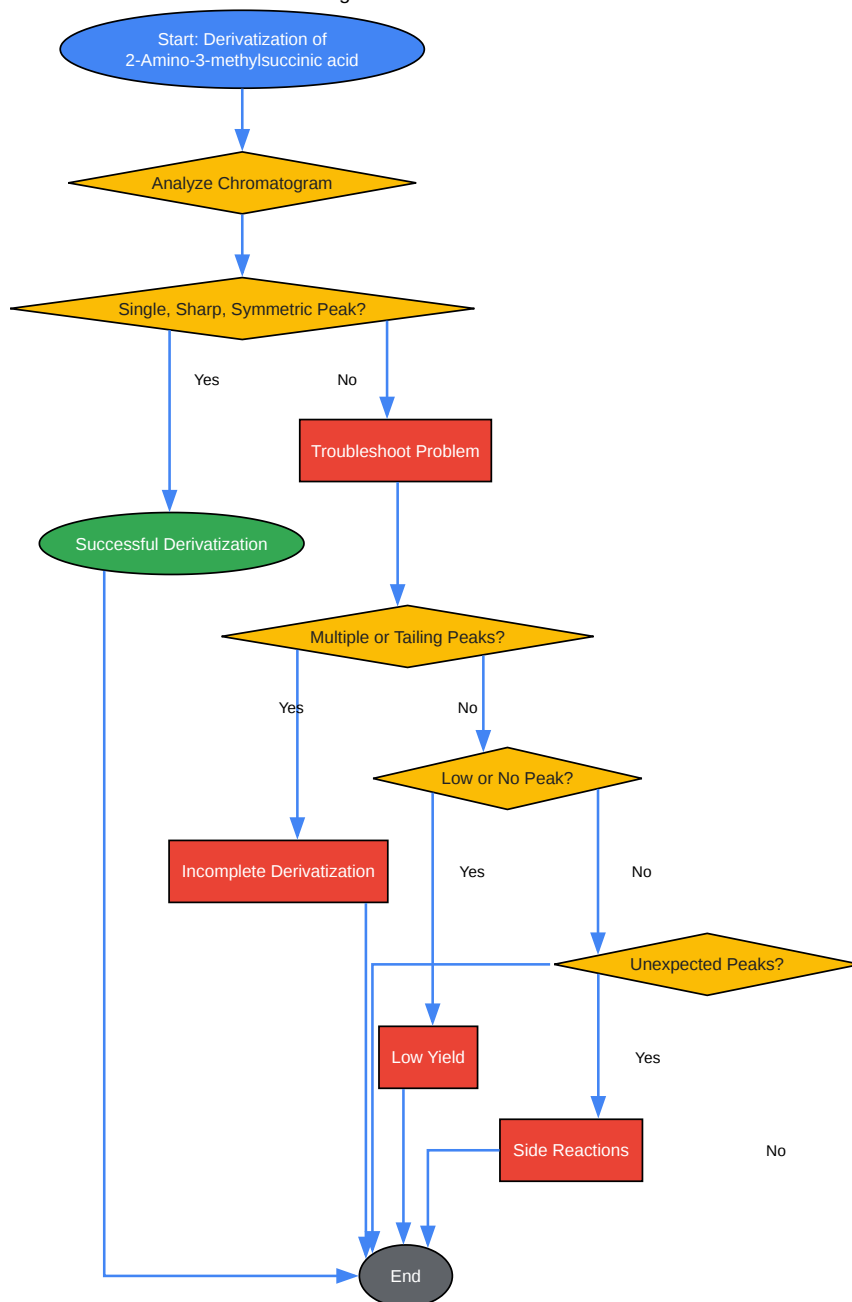 Start: Derivatization of
2-Amino-3-methylsuccinic acid
Analyze Chromatogram
Single, Sharp, Symmetric Peak?
Yes
No
Troubleshoot Problem
Successful Derivatization
Multiple or Tailing Peaks?
Yes
No
Low or No Peak?
Incomplete Derivatization
Yes
No
Unexpected Peaks?
Low Yield
Yes
Side Reactions
No
End